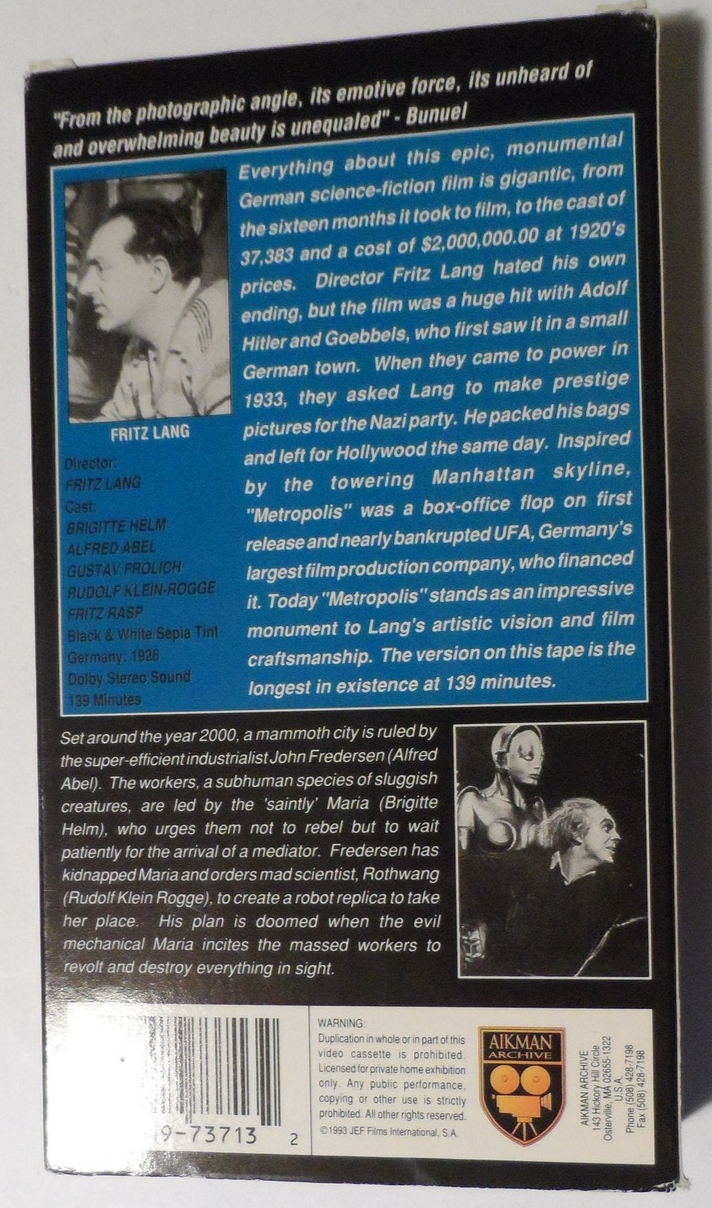 "From the photographic angle, its emotive force, its unheard of
and overwhelming beauty is unequaled" - Bunuel
Everything about this epic, monumental
German science-fiction film is gigantic, from
the sixteen months it took to film, to the cast of
37,383 and a cost of $2,000,000.00 at 1920's
prices. Director Fritz Lang hated his own
ending, but the film was a huge hit with Adolf
Hitler and Goebbels, who first saw it in a small
German town. When they came to power in
1933, they asked Lang to make prestige
pictures for the Nazi party. He packed his bags
and left for Hollywood the same day. Inspired
by the towering Manhattan skyline,
"Metropolis" was a box-office flop on first
release and nearly bankrupted UFA, Germany's
largest film production company, who financed
it. Today "Metropolis" stands as an impressive
monument to Lang's artistic vision and film
craftsmanship. The version on this tape is the
longest in existence at 139 minutes.
FRITZ LANG
Director:
FRITZ LANG
Cast:
BRIGITTE HELM
ALFRED ABEL
GUSTAV FROLICH
RUDOLF KLEIN-ROGGE
FRITZ RASP
Black & White Sepia Tint
Germany: 1926
Dolby Stereo Sound
139 Minutes
Set around the year 2000, a mammoth city is ruled by
the super-efficient industrialist John Fredersen (Alfred
Abel). The workers, a subhuman species of sluggish
creatures, are led by the 'saintly' Maria (Brigitte
Helm), who urges them not to rebel but to wait
patiently for the arrival of a mediator. Fredersen has
kidnapped Maria and orders mad scientist, Rothwang
(Rudolf Klein Rogge), to create a robot replica to take
her place. His plan is doomed when the evil
mechanical Maria incites the massed workers to
revolt and destroy everything in sight.
9-73713 2
WARNING:
Duplication in whole or in part of this
video cassette is prohibited.
Licensed for private home exhibition
only. Any public performance,
copying or other use is strictly
prohibited. All other rights reserved.
©1993 JEF Films International, S.A.
AIKMAN
ARCHIVE
AIKMAN ARCHIVE
143 Hickory Hill Circle
Osterville, MA 02655-1322
U.S.A.
Phone (508) 428-7198
Fax (508) 428-7198